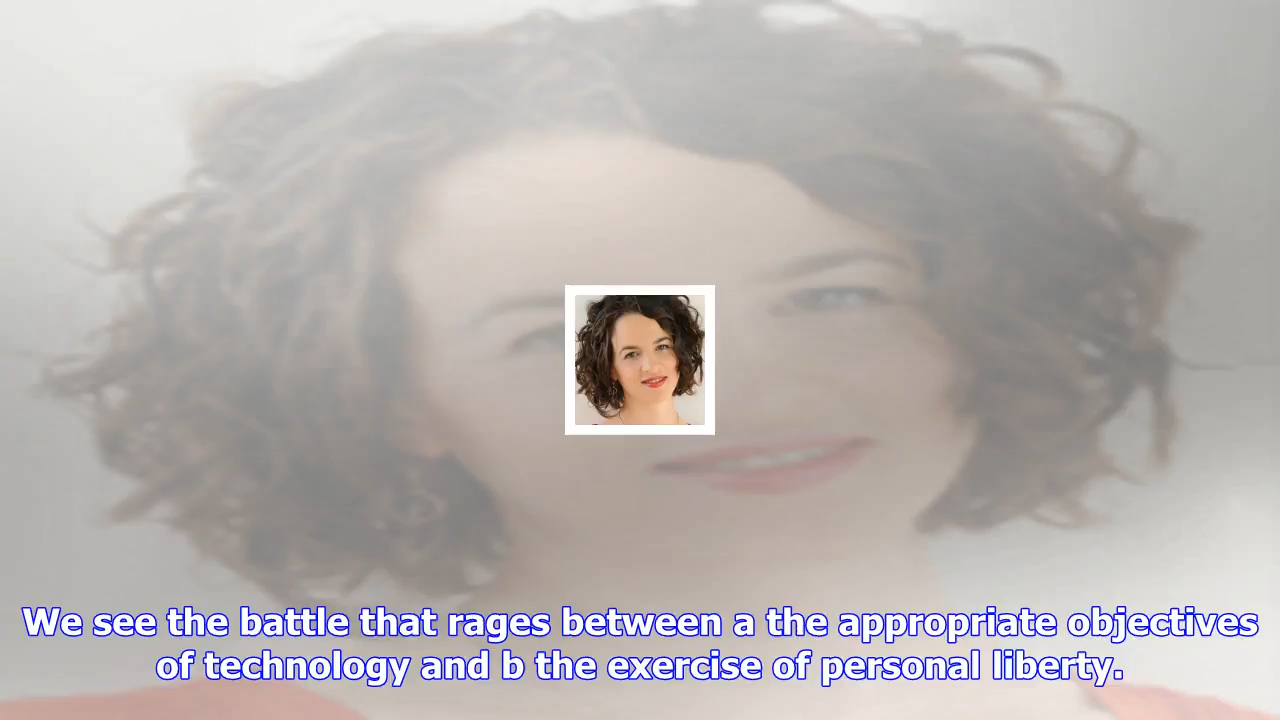 We see the battle that rages between a the appropriate objectives
of technology and b the exercise of personal liberty.